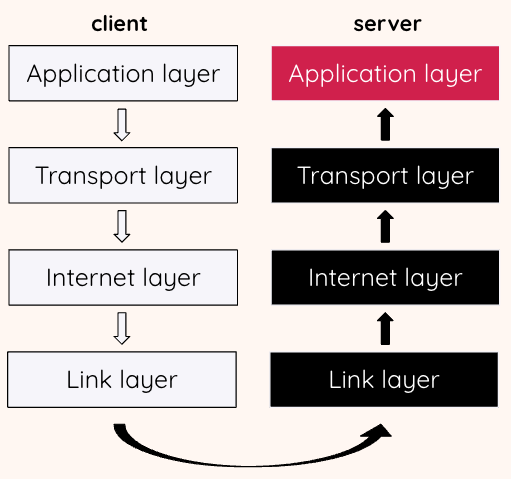 client
server
Application layer
Application layer
Transport layer
Transport layer
Internet layer
Internet layer
Link layer
Link layer